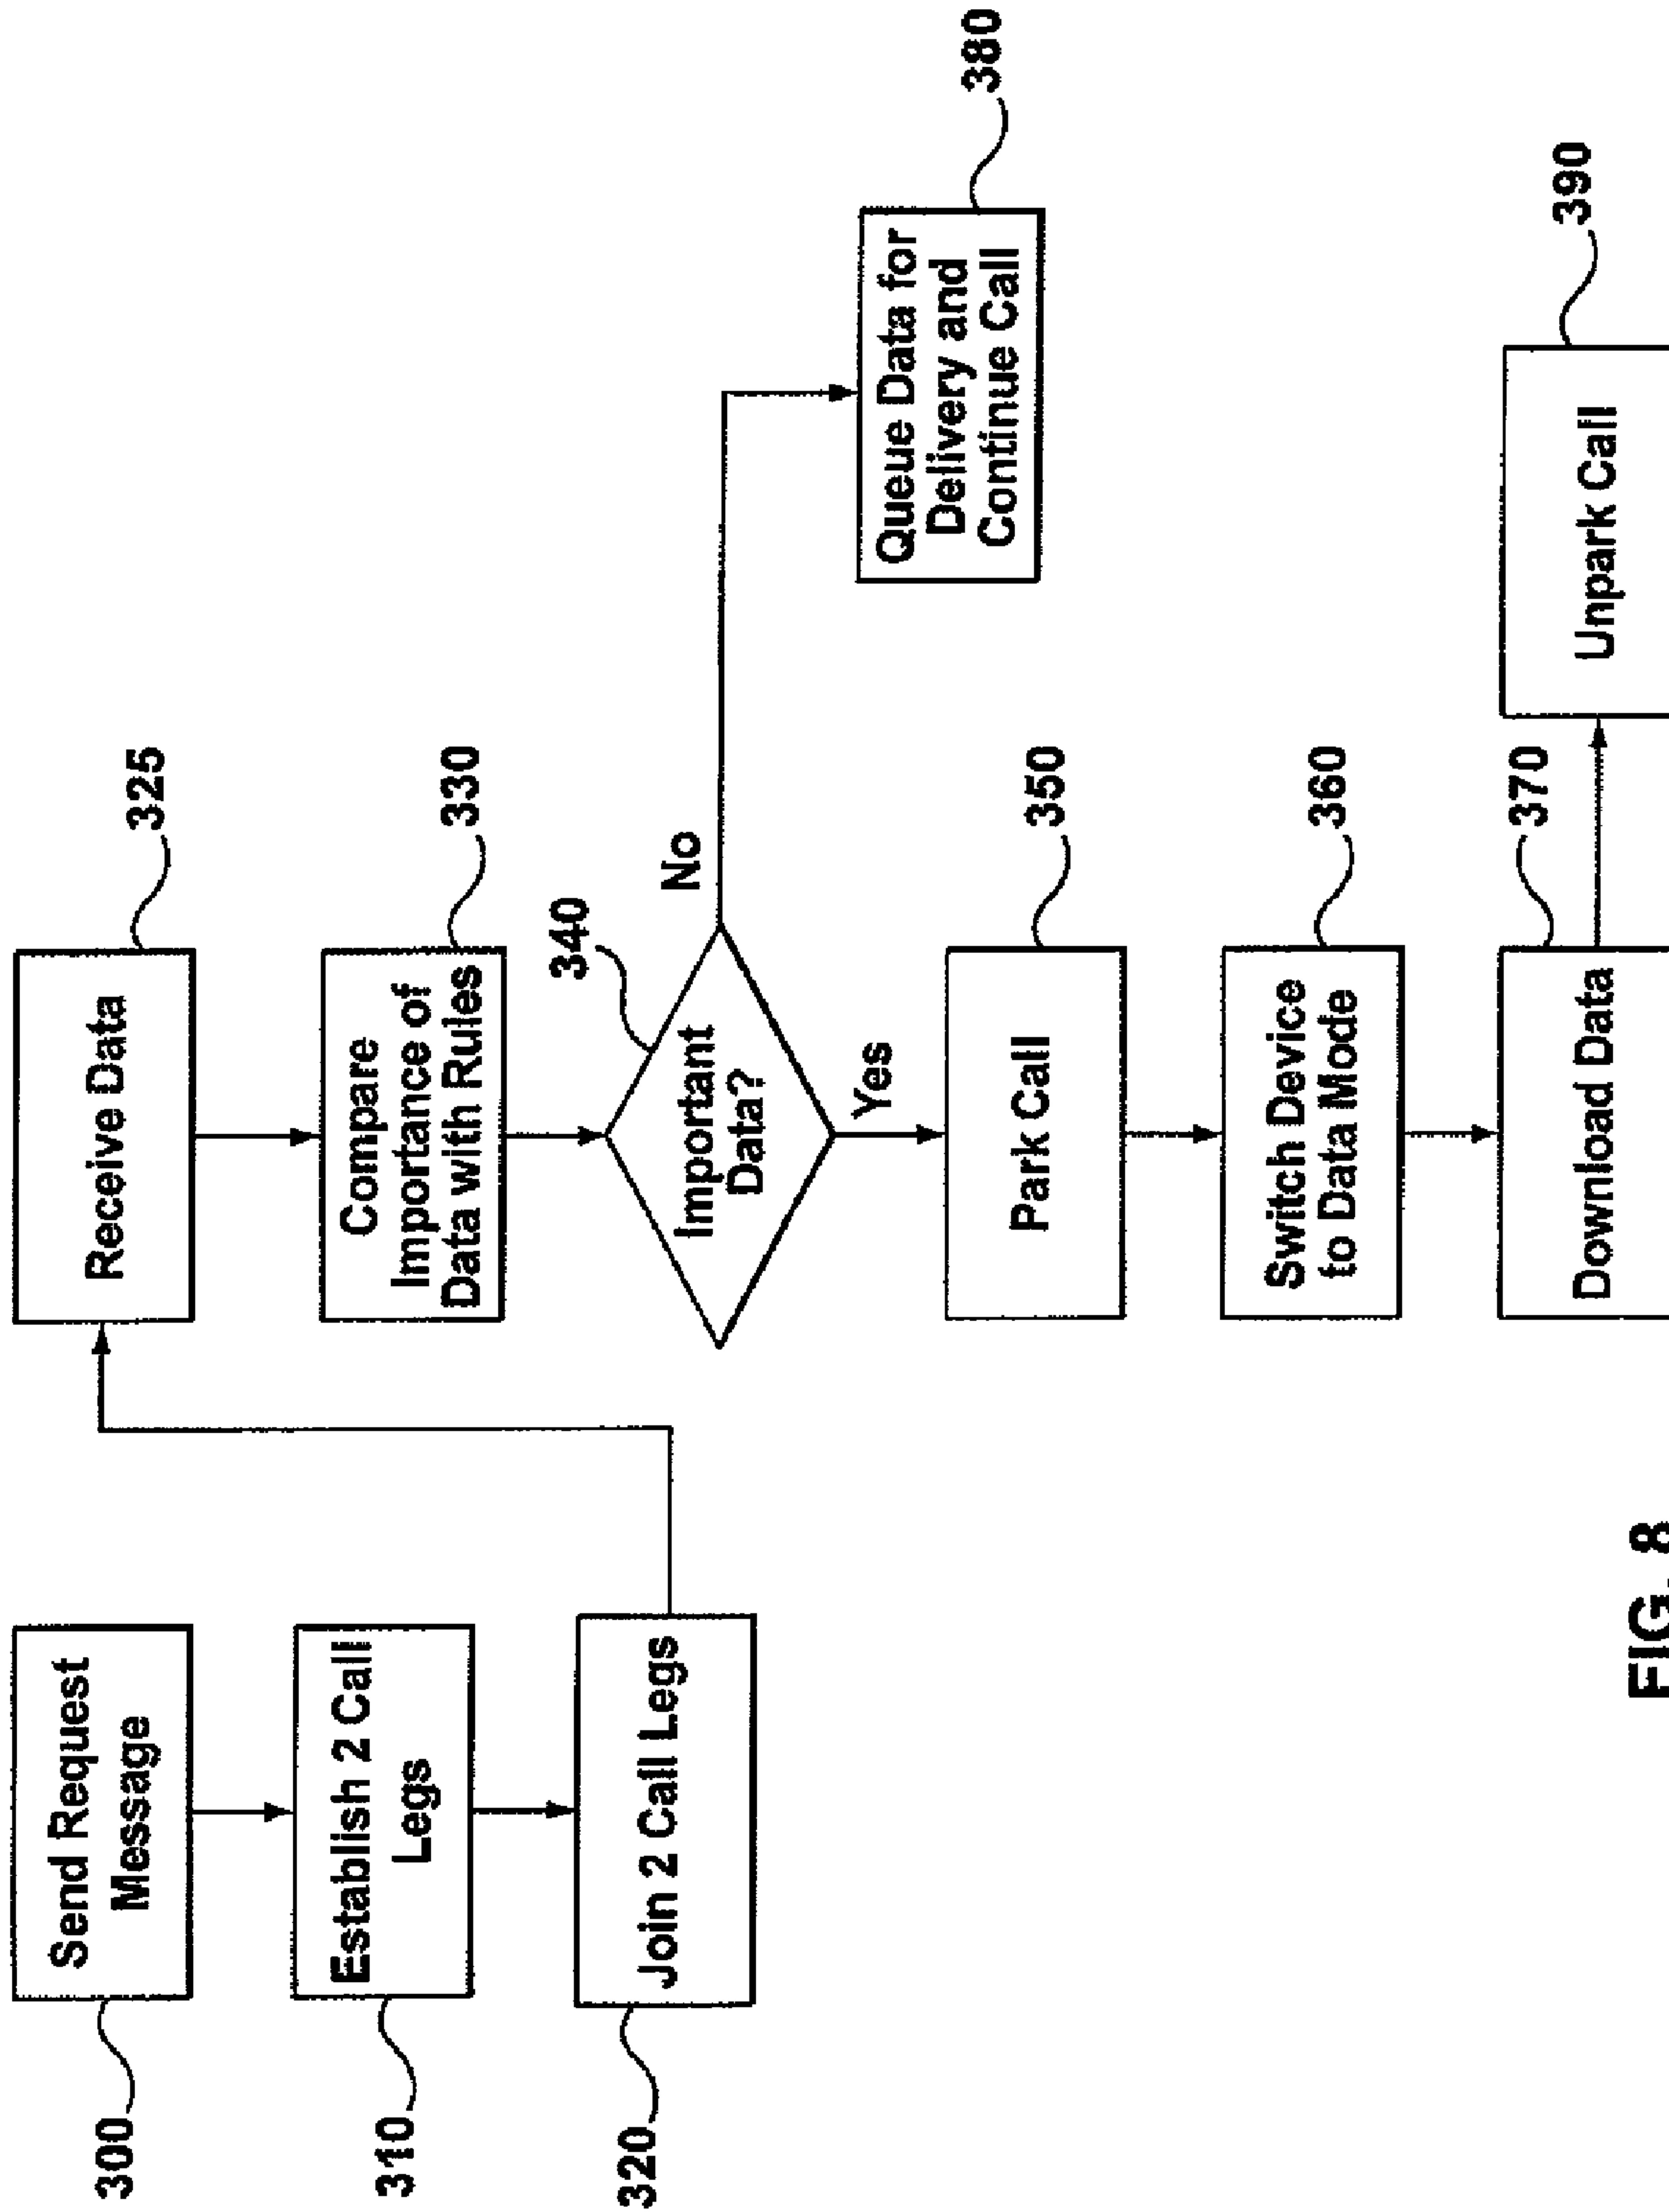 300
Send Request
Message
310
Establish 2 Call
Legs
320
Join 2 Call Legs
Receive Data
325
Compare
Importance of
Data with Rules
330
340
Important
Data?
No
Yes
Queue Data for
Delivery and
Continue Call
380
Park Call
350
Switch Device
to Data Mode
360
Download Data
370
Unpark Call
390
FIG. 8